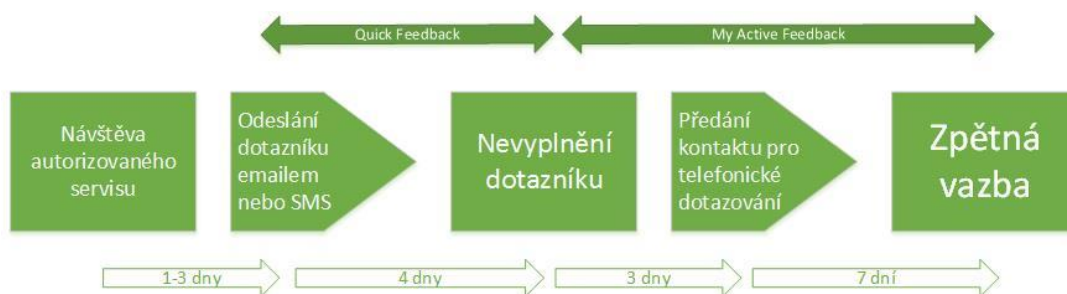 Quick Feedback
My Active Feedback
Návštěva
autorizovaného
servisu
Odeslání
dotazníku
emailem
nebo SMS
Nevyplnění
dotazníku
Předání
kontaktu pro
telefonické
dotazování
Zpětná
vazba
1-3 dny
4 dny
3 dny
7 dní